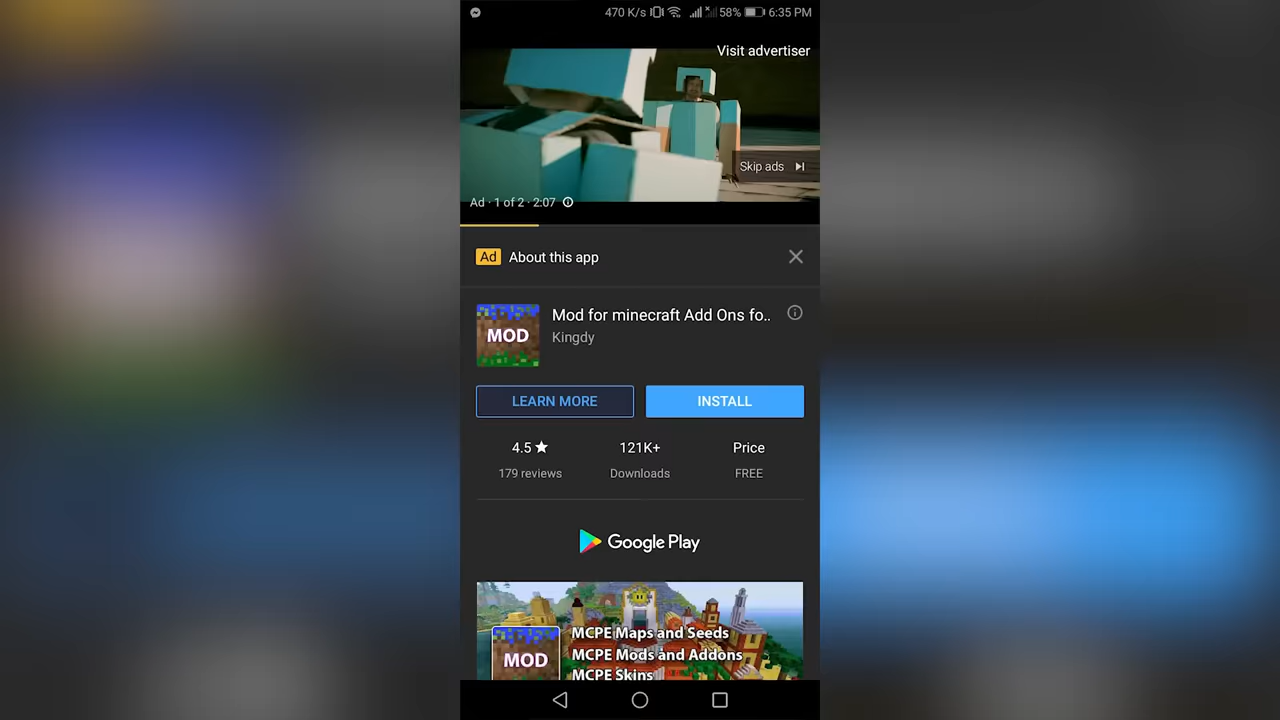 470 K/s 58% 6:35 PM
Visit advertiser
Skip ads
Ad · 1 of 2 · 2:07
Ad About this app
MOD
Mod for minecraft Add Ons fo..
Kingdy
LEARN MORE
INSTALL
4.5 ★ 121K+ Price
179 reviews Downloads FREE
Google Play
MCPE Maps and Seeds
MCPE Mods and Addons
MOD
MCPE Skins